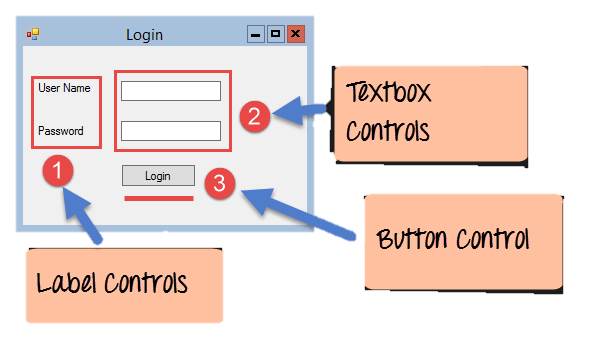 Login
User Name
Password
Login
1
2
3
Textbox
Controls
Button Control
Label Controls